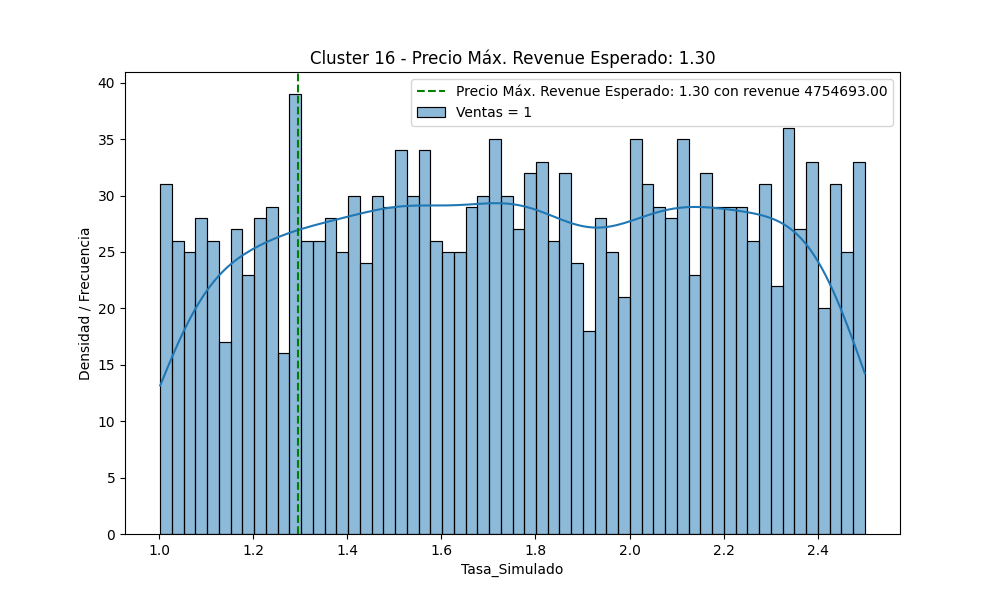 Cluster 16 - Precio Máx. Revenue Esperado: 1.30
Precio Máx. Revenue Esperado: 1.30 con revenue 4754693.00
Ventas = 1
Densidad / Frecuencia
40
35
30
25
20
15
10
5
0
1.0 1.2 1.4 1.6 1.8 2.0 2.2 2.4
Tasa_Simulado